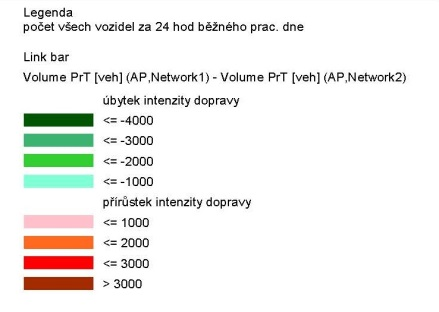 Legenda
počet všech vozidel za 24 hod běžného prac. dne
Link bar
Volume PrT [veh] (AP,Network1) - Volume PrT [veh] (AP,Network2)
úbytek intenzity dopravy
<= -4000
<= -3000
<= -2000
<= -1000
přírůstek intenzity dopravy
<= 1000
<= 2000
<= 3000
> 3000